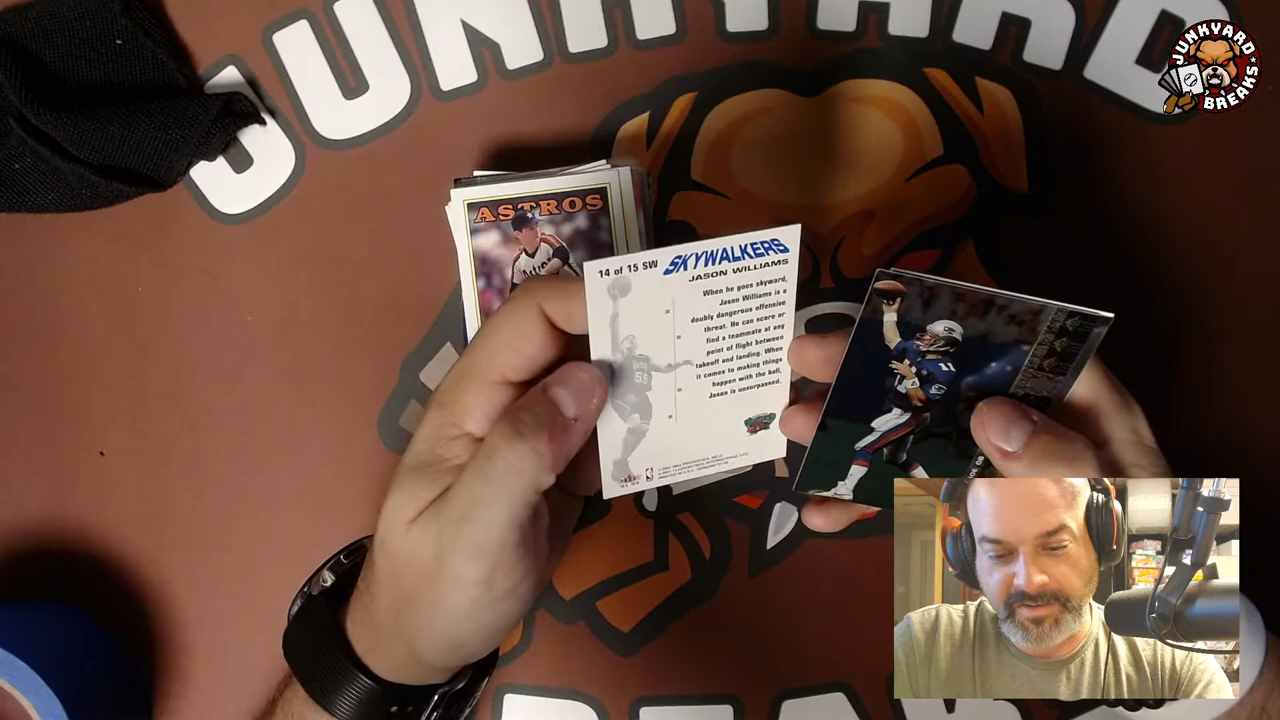 JUNKYARD
JUNKYARD
BREAKS
ASTROS
14 of 15 SW
SKYWALKERS
JASON WILLIAMS
When he goes skyward,
Jason Williams is a
doubly dangerous offensive
threat. He can score or
find a teammate at any
point of flight between
takeoff and landing. When
it comes to making things
happen with the ball,
Jason is unsurpassed.
55
11